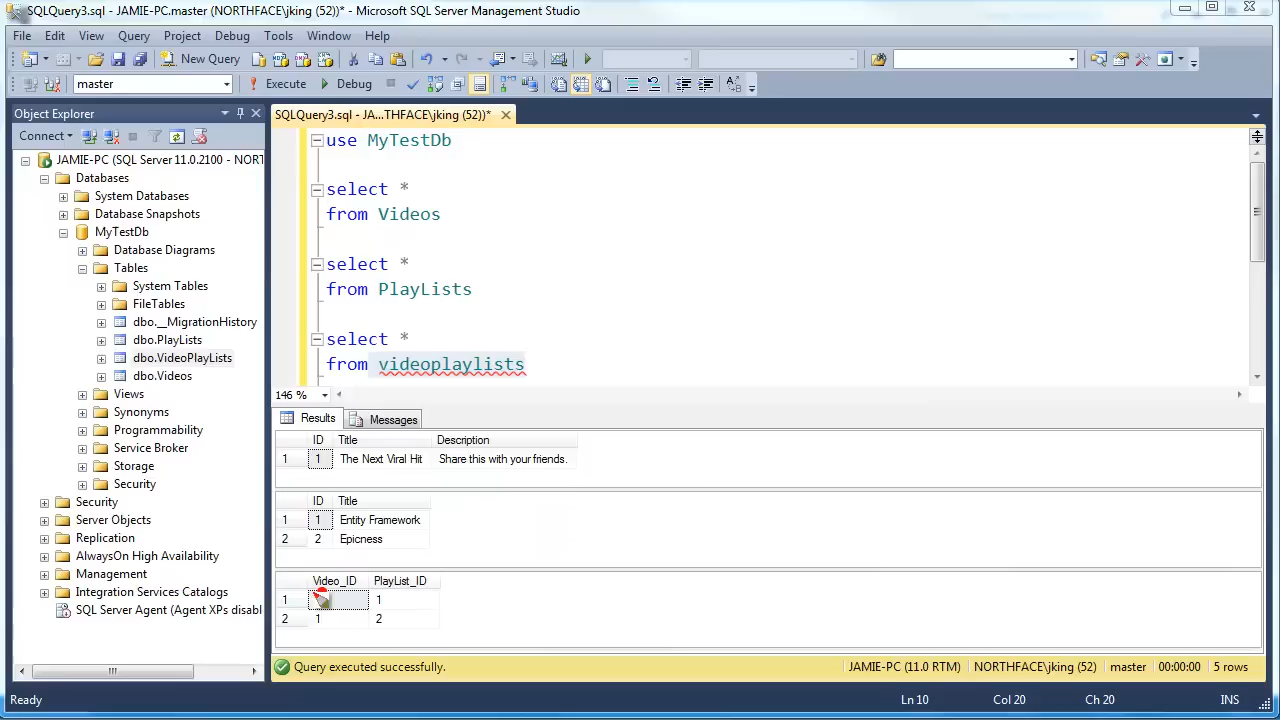 SQLQuery3.sql - JAMIE-PC.master (NORTHFACE\jking (52))* - Microsoft SQL Server Management Studio
File Edit View Query Project Debug Tools Window Help
New Query
master Execute Debug
Object Explorer
SQLQuery3.sql - JA...THFACE\jking (52))*
Connect
JAMIE-PC (SQL Server 11.0.2100 - NORT
Databases
System Databases
Database Snapshots
MyTestDb
Database Diagrams
Tables
System Tables
FileTables
dbo.__MigrationHistory
dbo.PlayLists
dbo.VideoPlayLists
dbo.Videos
Views
Synonyms
Programmability
Service Broker
Storage
Security
Security
Server Objects
Replication
AlwaysOn High Availability
Management
Integration Services Catalogs
SQL Server Agent (Agent XPs disabl
use MyTestDb
select *
from Videos
select *
from PlayLists
select *
from videoplaylists
146 %
Results Messages
ID Title Description
1 1 The Next Viral Hit Share this with your friends.
ID Title
1 1 Entity Framework
2 2 Epicness
Video_ID PlayList_ID
1 1
2 1 2
Query executed successfully. JAMIE-PC (11.0 RTM) NORTHFACE\jking (52) master 00:00:00 5 rows
Ready Ln 10 Col 20 Ch 20 INS